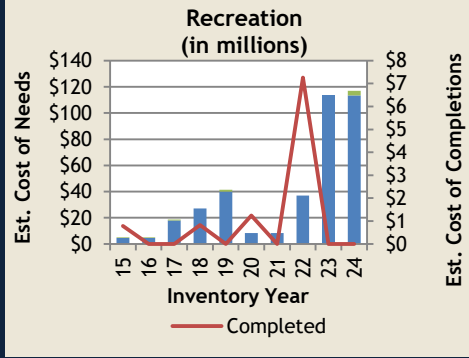 Recreation
(in millions)
Est. Cost of Needs
$140
$120
$100
$80
$60
$40
$20
$0
$8
$7
$6
$5
$4
$3
$2
$1
$0
Est. Cost of Completions
15 16 17 18 19 20 21 22 23 24
Inventory Year
Completed